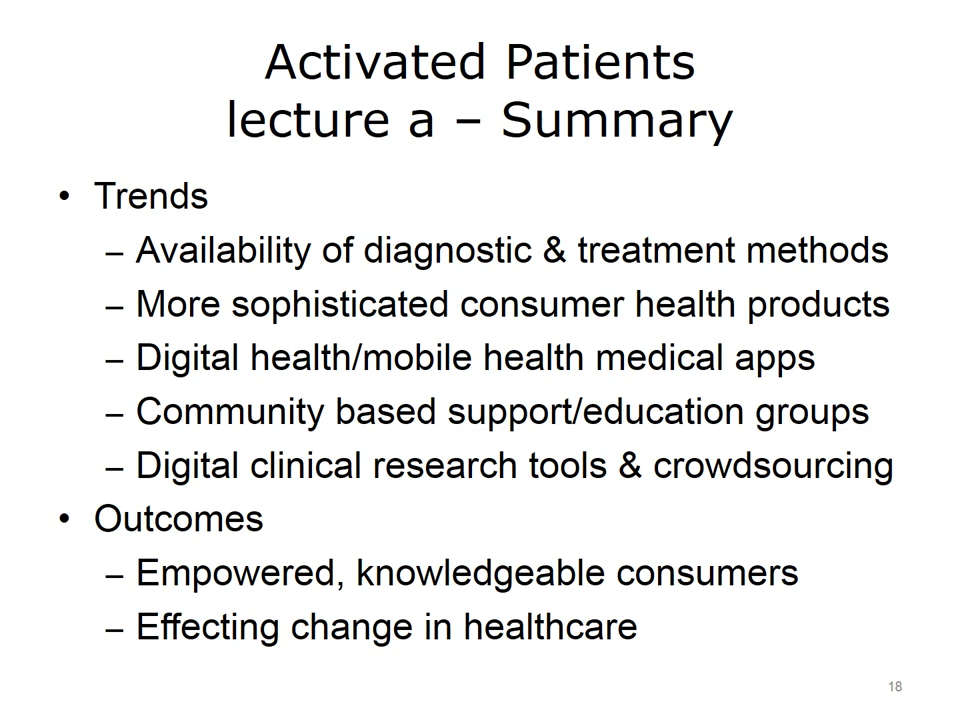 Activated Patients
lecture a – Summary
• Trends
– Availability of diagnostic & treatment methods
– More sophisticated consumer health products
– Digital health/mobile health medical apps
– Community based support/education groups
– Digital clinical research tools & crowdsourcing
• Outcomes
– Empowered, knowledgeable consumers
– Effecting change in healthcare
18